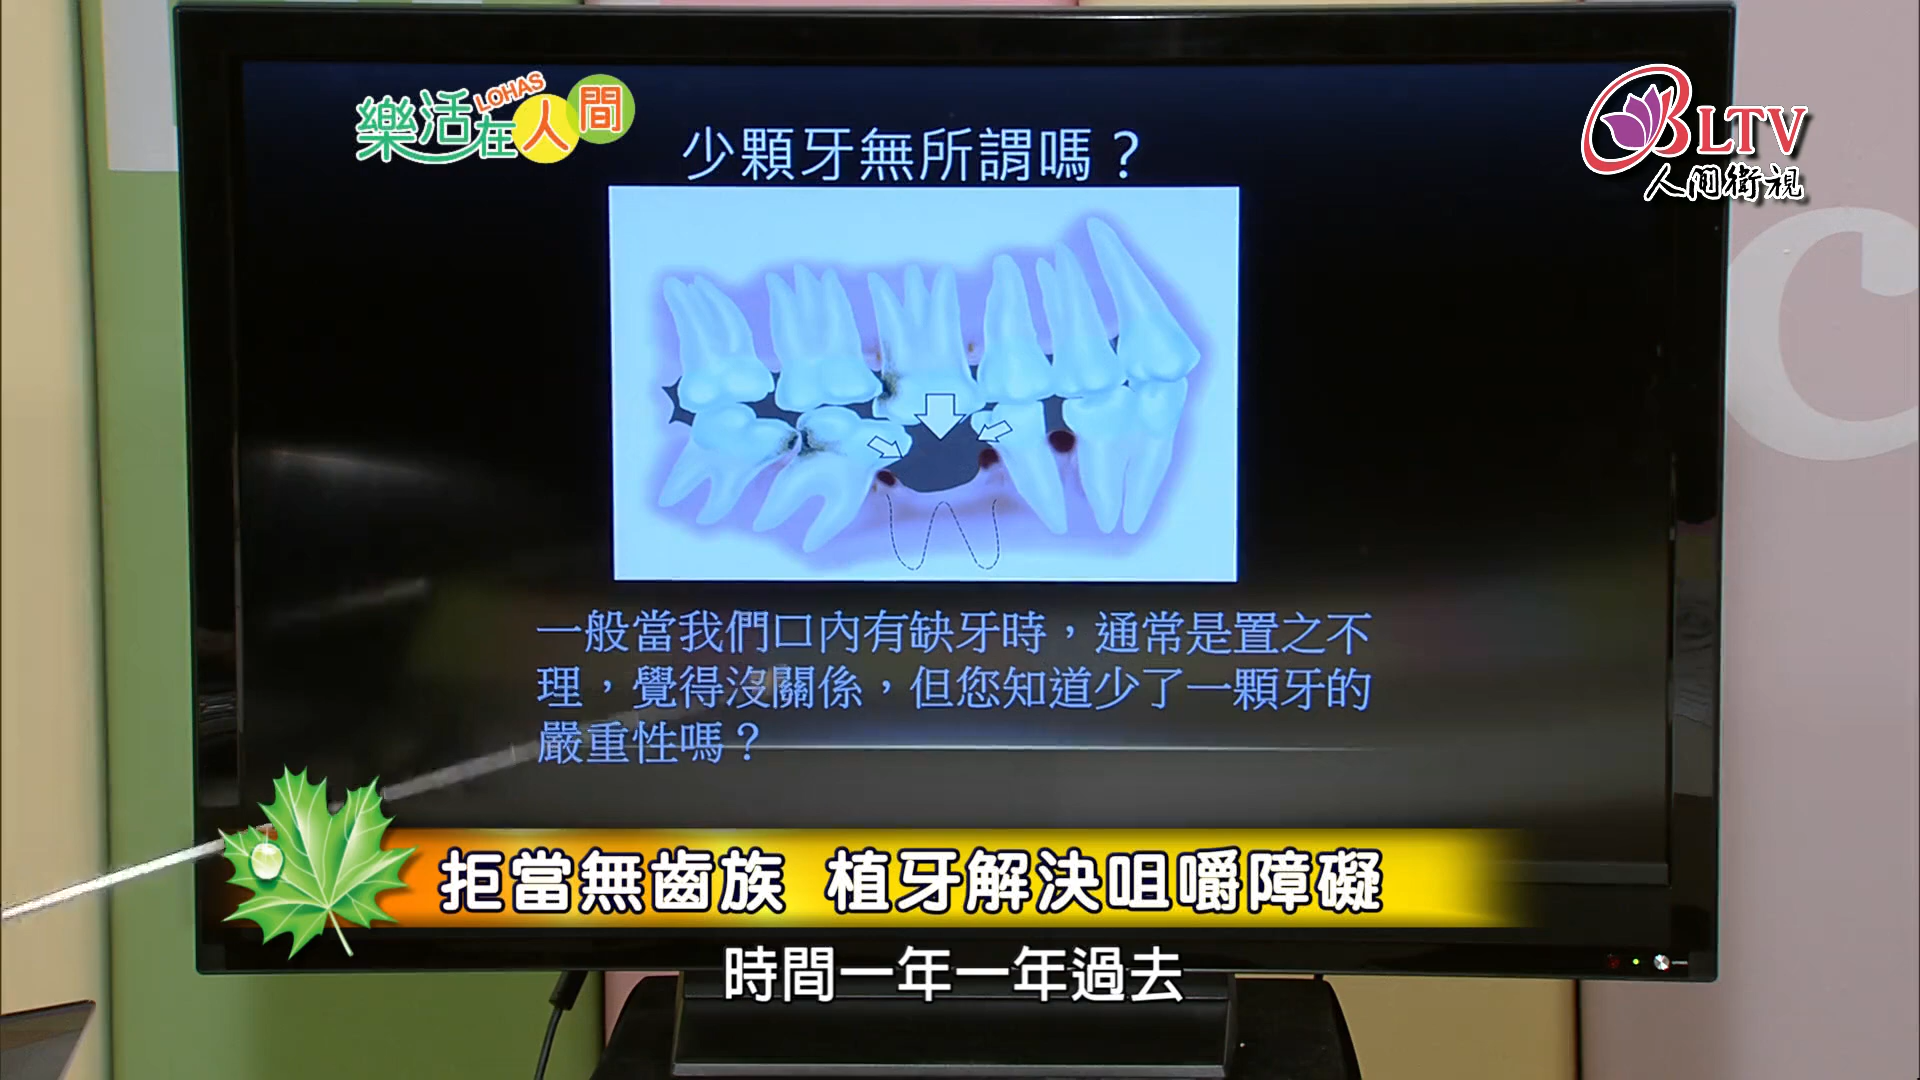 樂活在人間
LOHAS
BLTV
人間衛視
少顆牙無所謂嗎？
一般當我們口內有缺牙時，通常是置之不
理，覺得沒關係，但您知道少了一顆牙的
嚴重性嗎？
拒當無齒族 植牙解決咀嚼障礙
時間一年一年過去